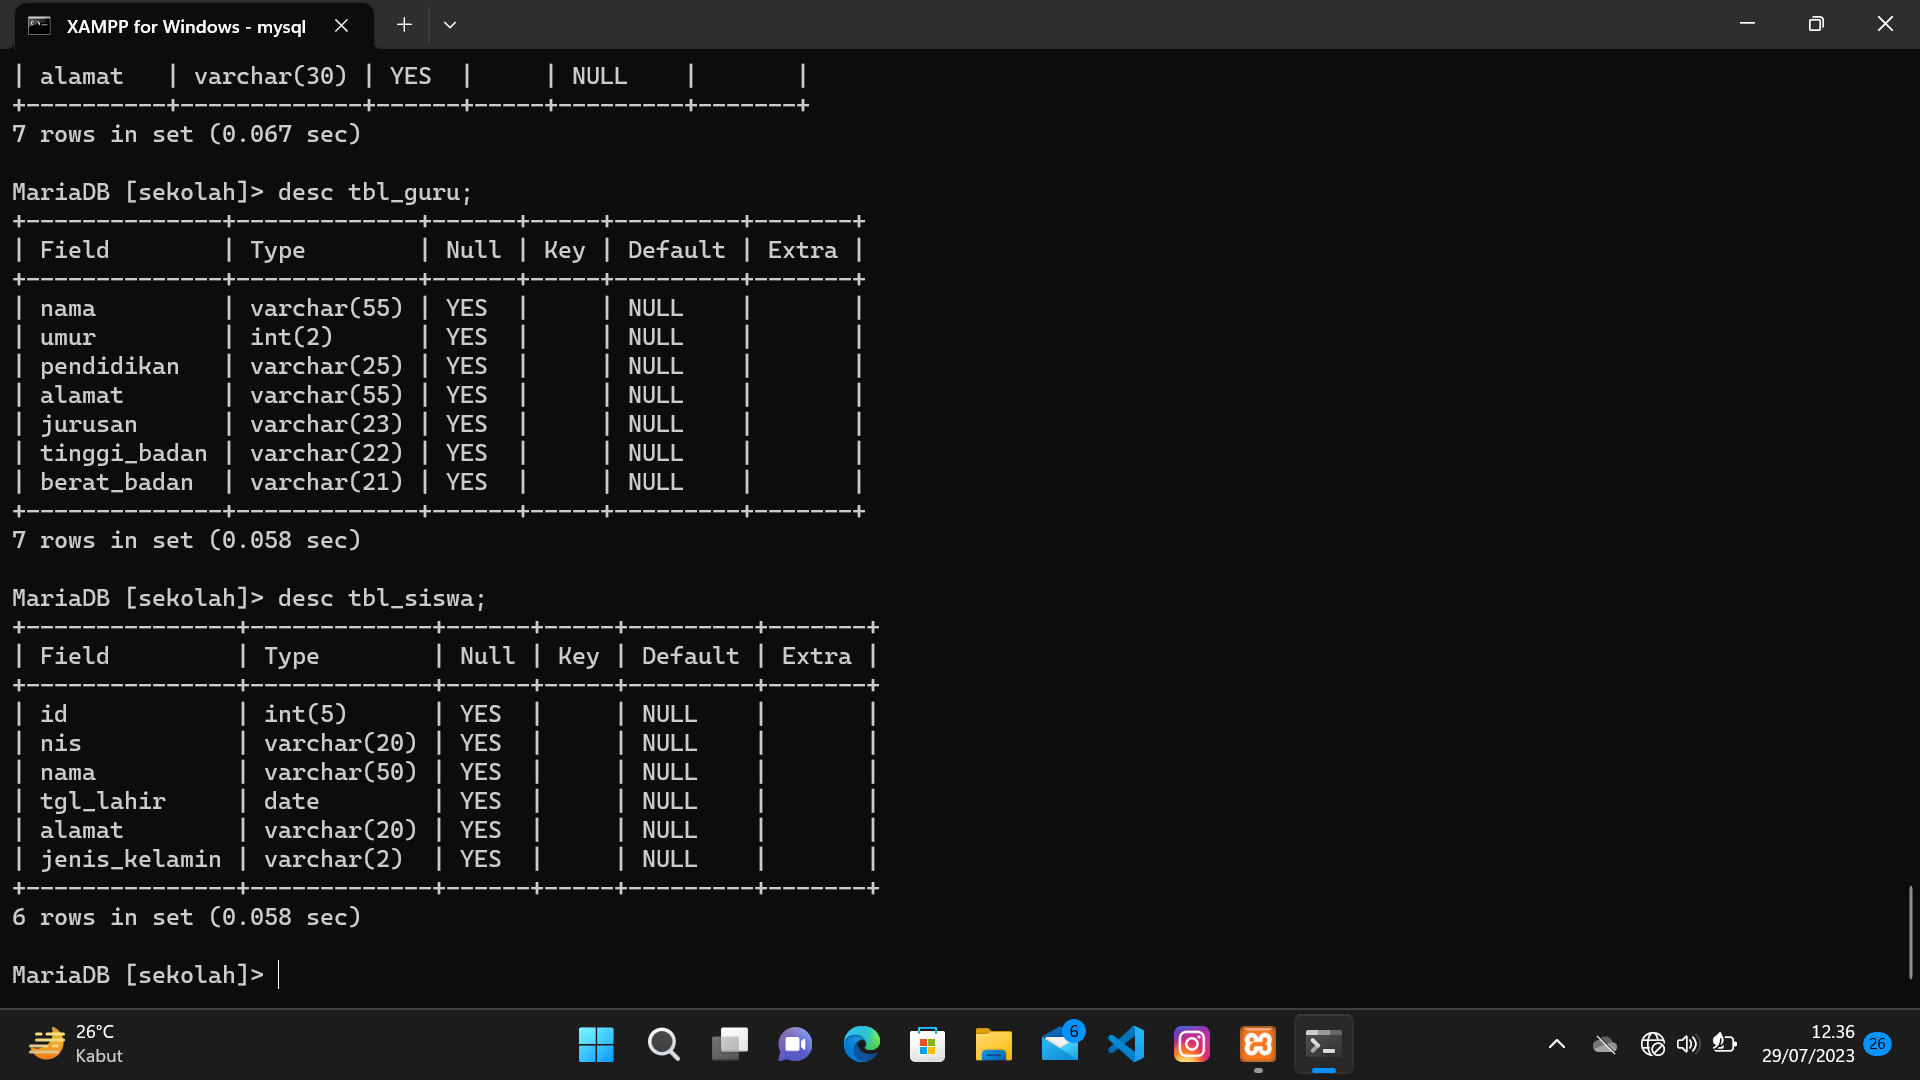 XAMPP for Windows - mysql
| alamat   | varchar(30) | YES  |     | NULL    |       |
+----------+-------------+------+-----+---------+-------+
7 rows in set (0.067 sec)
MariaDB [sekolah]> desc tbl_guru;
+--------------+-------------+------+-----+---------+-------+
| Field        | Type        | Null | Key | Default | Extra |
+--------------+-------------+------+-----+---------+-------+
| nama         | varchar(55) | YES  |     | NULL    |       |
| umur         | int(2)      | YES  |     | NULL    |       |
| pendidikan   | varchar(25) | YES  |     | NULL    |       |
| alamat       | varchar(55) | YES  |     | NULL    |       |
| jurusan      | varchar(23) | YES  |     | NULL    |       |
| tinggi_badan | varchar(22) | YES  |     | NULL    |       |
| berat_badan  | varchar(21) | YES  |     | NULL    |       |
+--------------+-------------+------+-----+---------+-------+
7 rows in set (0.058 sec)
MariaDB [sekolah]> desc tbl_siswa;
+---------------+-------------+------+-----+---------+-------+
| Field         | Type        | Null | Key | Default | Extra |
+---------------+-------------+------+-----+---------+-------+
| id            | int(5)      | YES  |     | NULL    |       |
| nis           | varchar(20) | YES  |     | NULL    |       |
| nama          | varchar(50) | YES  |     | NULL    |       |
| tgl_lahir     | date        | YES  |     | NULL    |       |
| alamat        | varchar(20) | YES  |     | NULL    |       |
| jenis_kelamin | varchar(2)  | YES  |     | NULL    |       |
+---------------+-------------+------+-----+---------+-------+
6 rows in set (0.058 sec)
MariaDB [sekolah]>
26°C
Kabut
6
12.36
29/07/2023
26